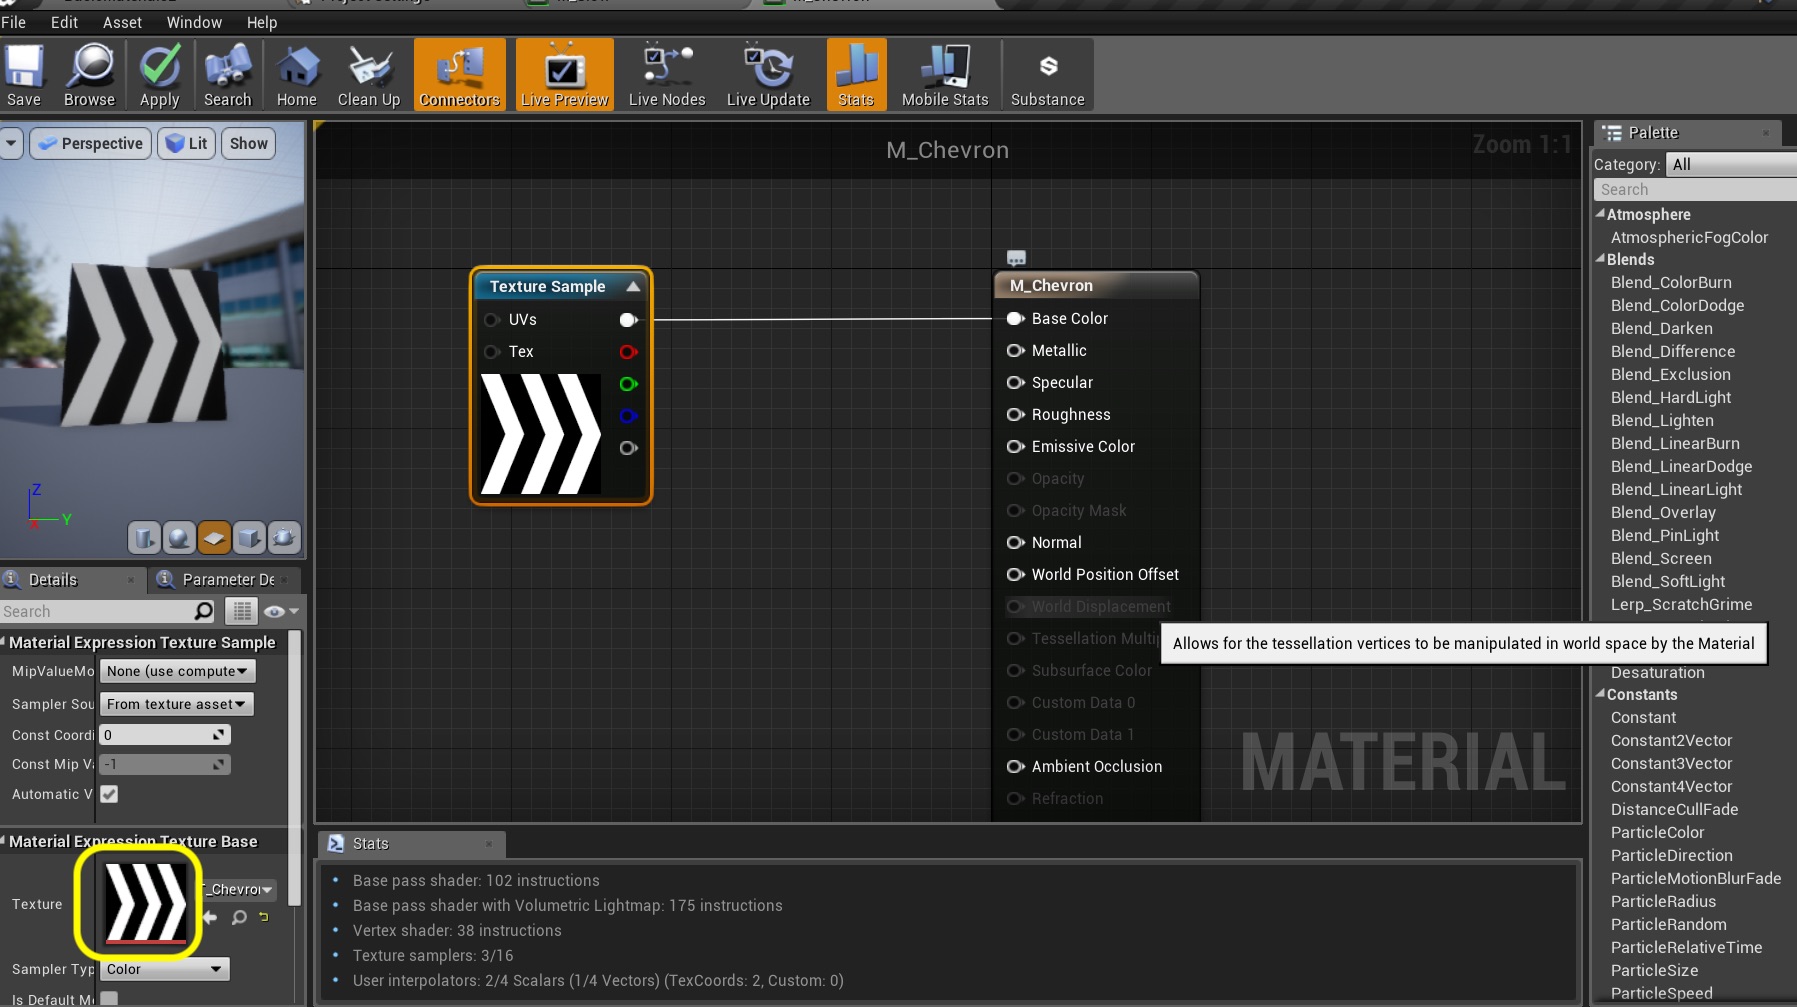 File Edit Asset Window Help
Save Browse Apply Search Home Clean Up Connectors Live Preview Live Nodes Live Update Stats Mobile Stats Substance
Perspective Lit Show
M_Chevron
Zoom 1:1
Palette
Category: All
Search
Atmosphere
AtmosphericFogColor
Blends
Blend_ColorBurn
Blend_ColorDodge
Blend_Darken
Blend_Difference
Blend_Exclusion
Blend_HardLight
Blend_Lighten
Blend_LinearBurn
Blend_LinearDodge
Blend_LinearLight
Blend_Overlay
Blend_PinLight
Blend_Screen
Blend_SoftLight
Lerp_ScratchGrime
Desaturation
Constants
Constant
Constant2Vector
Constant3Vector
Constant4Vector
DistanceCullFade
ParticleColor
ParticleDirection
ParticleMotionBlurFade
ParticleRadius
ParticleRandom
ParticleRelativeTime
ParticleSize
ParticleSpeed
Texture Sample
UVs
Tex
M_Chevron
Base Color
Metallic
Specular
Roughness
Emissive Color
Opacity
Opacity Mask
Normal
World Position Offset
World Displacement
Tessellation Multip
Subsurface Color
Custom Data 0
Custom Data 1
Ambient Occlusion
Refraction
Allows for the tessellation vertices to be manipulated in world space by the Material
MATERIAL
Z
X
Y
Details Parameter De
Search
Material Expression Texture Sample
MipValueMo None (use compute
Sampler Sou From texture asset
Const Coordi 0
Const Mip Va -1
Automatic V
Material Expression Texture Base
Texture T_Chevron
Sampler Typ Color
Is Default Me
Stats
Base pass shader: 102 instructions
Base pass shader with Volumetric Lightmap: 175 instructions
Vertex shader: 38 instructions
Texture samplers: 3/16
User interpolators: 2/4 Scalars (1/4 Vectors) (TexCoords: 2, Custom: 0)